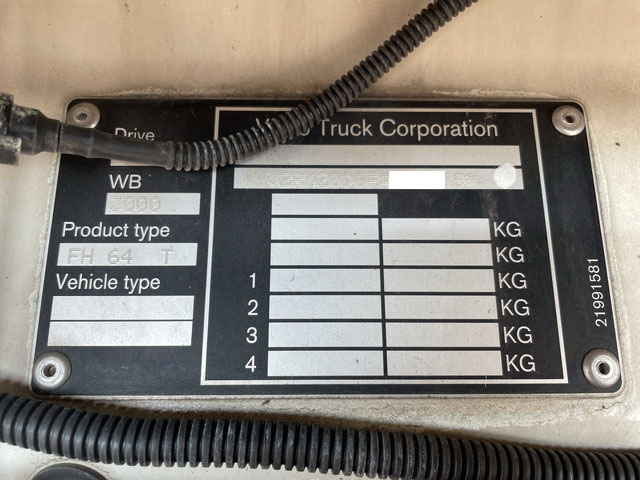 Drive
Truck Corporation
WB
3000
Product type
FH 64 T
Vehicle type
KG
KG
1 KG
2 KG
3 KG
4 KG
21991581